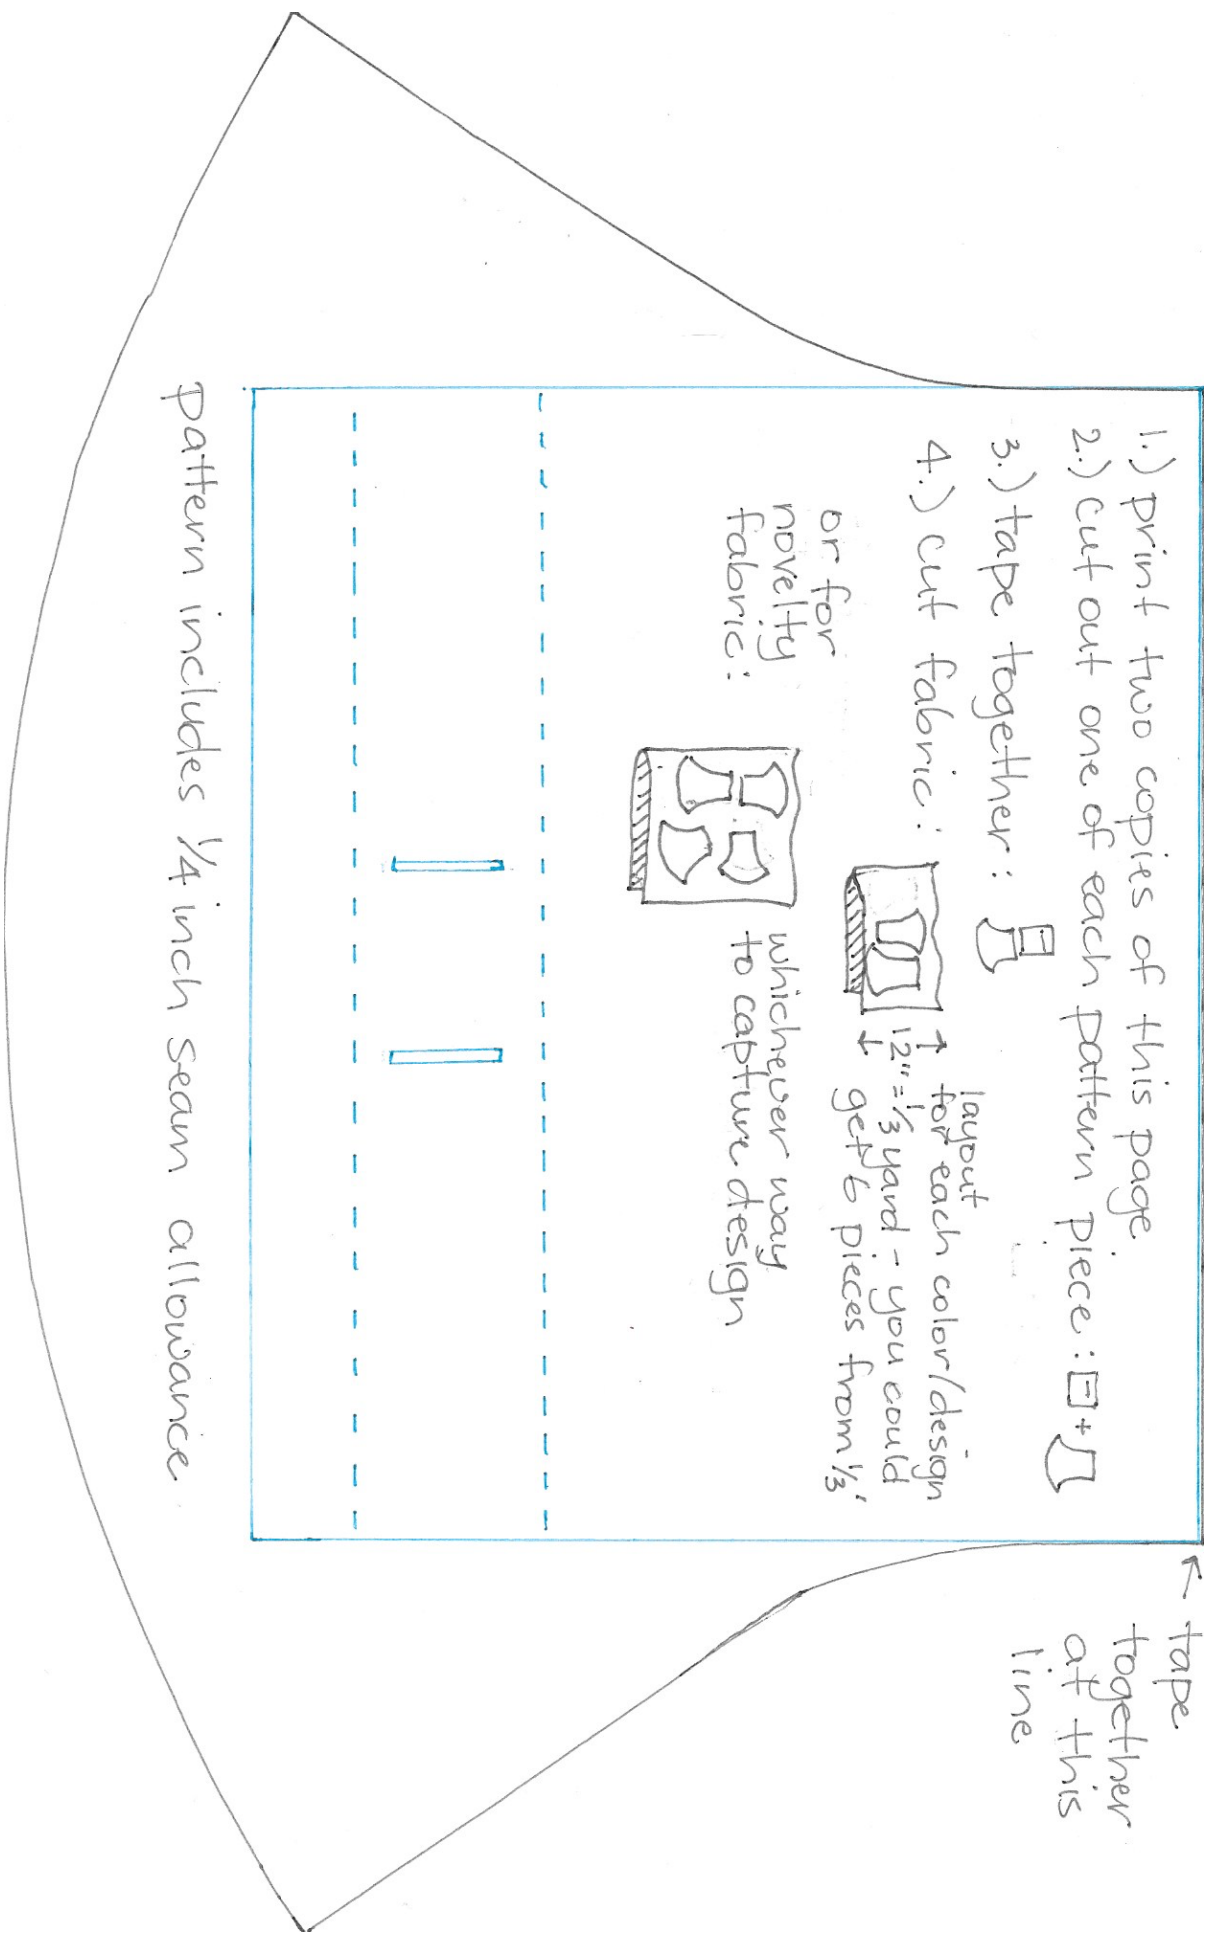 1.) print two copies of this page.
2.) cut out one of each pattern piece: +
3.) tape together:
4.) cut fabric:
layout
for each color/design
12"=1/3 yard - you could
get 6 pieces from 1/3'
or for
novelty
fabric:
whichever way
to capture design
pattern includes 1/4 inch seam allowance
← tape
together
at this
line